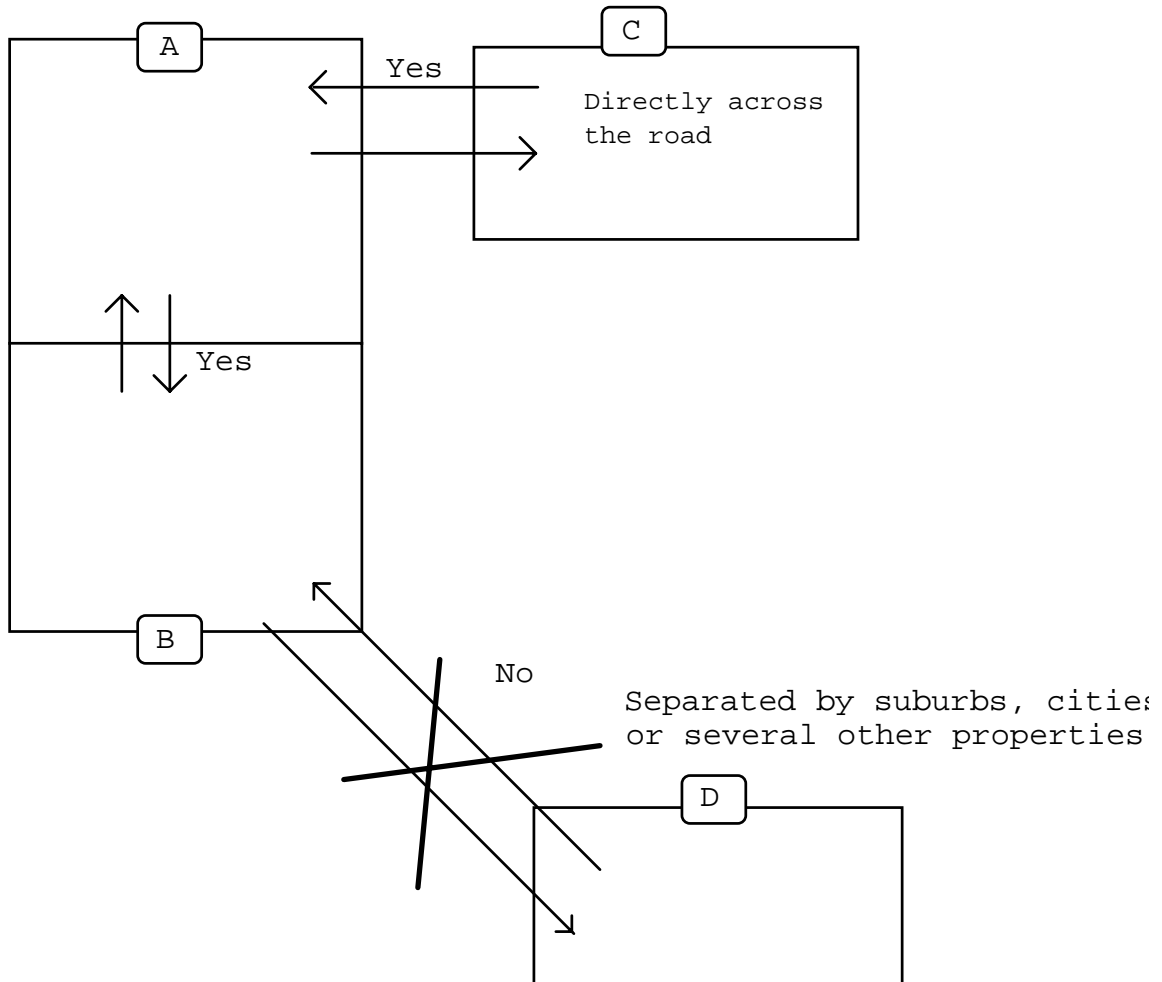 A
C
Yes
Directly across
the road
Yes
B
No
Separated by suburbs, cities
or several other properties
D